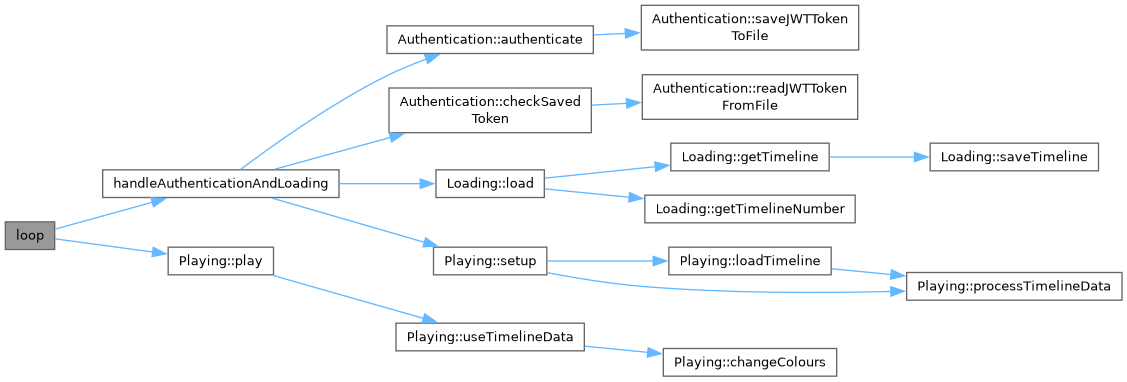 Authentication::saveJWTToken
ToFile
Authentication::authenticate
Authentication::readJWTToken
FromFile
Authentication::checkSaved
Token
Loading::getTimeline
Loading::saveTimeline
handleAuthenticationAndLoading
Loading::load
Loading::getTimelineNumber
loop
Playing::play
Playing::setup
Playing::loadTimeline
Playing::processTimelineData
Playing::useTimelineData
Playing::changeColours